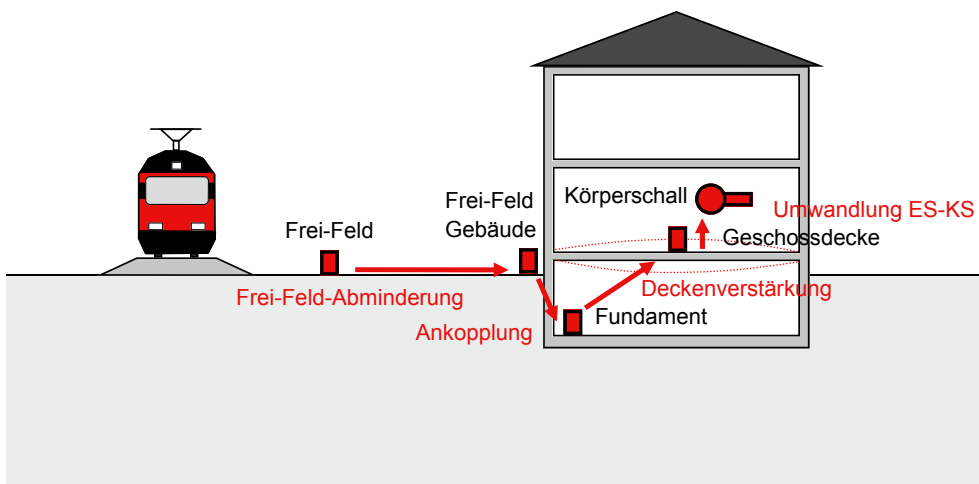 Körperschall
Umwandlung ES-KS
Frei-Feld
Gebäude
Frei-Feld
Geschossdecke
Frei-Feld-Abminderung
Deckenverstärkung
Ankopplung
Fundament